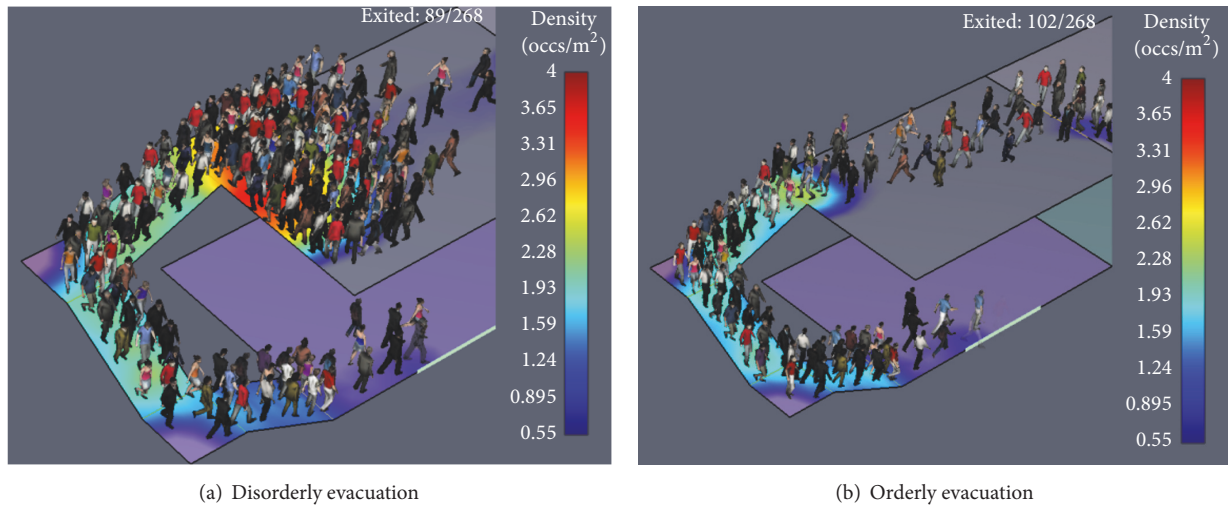 Exited: 89/268
Density
(occs/m²)
4
3.65
3.31
2.96
2.62
2.28
1.93
1.59
1.24
0.895
0.55
(a) Disorderly evacuation
Exited: 102/268
Density
(occs/m²)
4
3.65
3.31
2.96
2.62
2.28
1.93
1.59
1.24
0.895
0.55
(b) Orderly evacuation